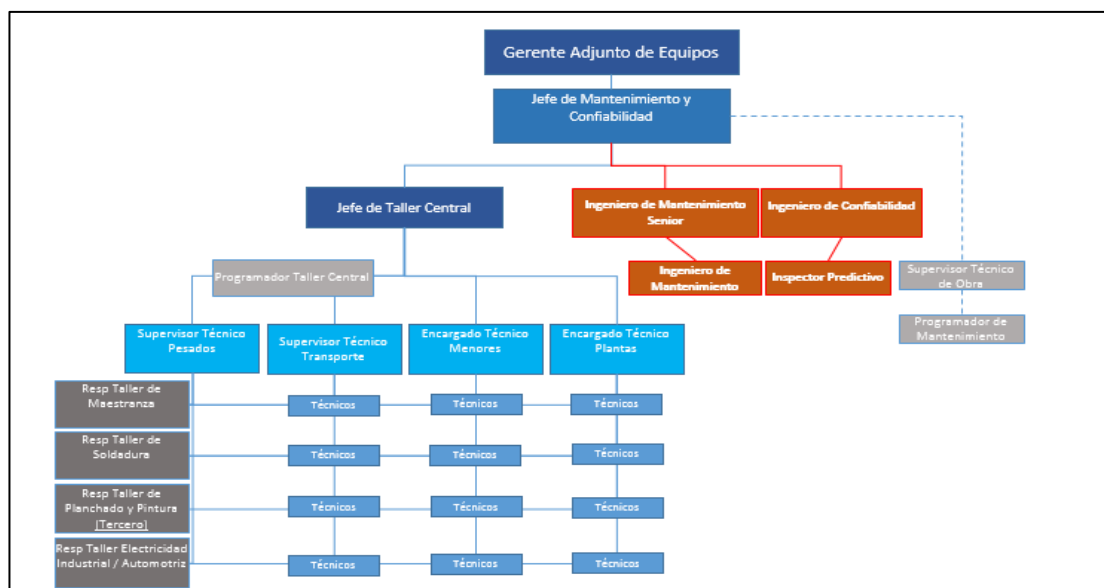 Gerente Adjunto de Equipos
Jefe de Mantenimiento y
Confiabilidad
Jefe de Taller Central
Ingeniero de Mantenimiento
Senior
Ingeniero de Confiabilidad
Programador Taller Central
Ingeniero de
Mantenimiento
Inspector Predictivo
Supervisor Técnico
de Obra
Programador de
Mantenimiento
Supervisor Técnico
Pesados
Supervisor Técnico
Transporte
Encargado Técnico
Menores
Encargado Técnico
Plantas
Resp Taller de
Maestranza
Técnicos
Técnicos
Técnicos
Resp Taller de
Soldadura
Técnicos
Técnicos
Técnicos
Resp Taller de
Planchado y Pintura
(Tercero)
Técnicos
Técnicos
Técnicos
Resp Taller Electricidad
Industrial / Automotriz
Técnicos
Técnicos
Técnicos